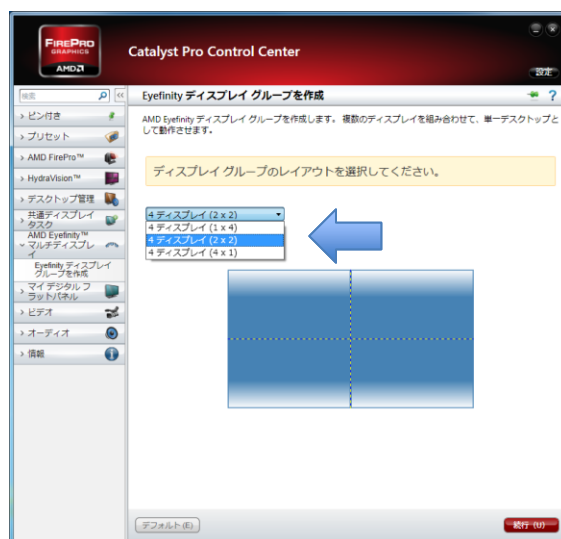 FIREPRO
GRAPHICS
AMD
Catalyst Pro Control Center
設定
検索
Eyefinity ディスプレイ グループを作成
?
AMD Eyefinity ディスプレイ グループを作成します。 複数のディスプレイを組み合わせて、単一デスクトップと
して動作させます。
ピン付き
プリセット
AMD FirePro™
HydraVision™
デスクトップ管理
共通ディスプレイ
タスク
AMD Eyefinity™
マルチディスプレ
イ
Eyefinity ディスプレイ
グループを作成
マイ デジタル フ
ラットパネル
ビデオ
オーディオ
情報
ディスプレイ グループのレイアウトを選択してください。
4 ディスプレイ (2 x 2)
4 ディスプレイ (1 x 4)
4 ディスプレイ (2 x 2)
4 ディスプレイ (4 x 1)
デフォルト(E)
続行 (U)